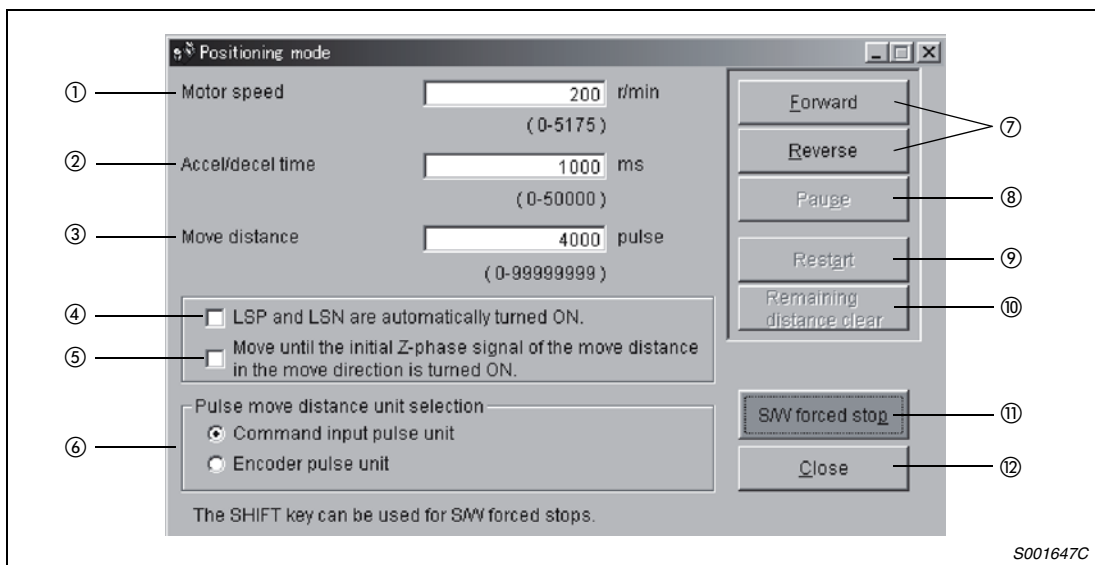 Positioning mode
① Motor speed 200 r/min
(0-5175)
② Accel/decel time 1000 ms
(0-50000)
③ Move distance 4000 pulse
(0-99999999)
④ LSP and LSN are automatically turned ON.
⑤ Move until the initial Z-phase signal of the move distance
in the move direction is turned ON.
⑥ Pulse move distance unit selection
Command input pulse unit
Encoder pulse unit
The SHIFT key can be used for S/W forced stops.
Forward
Reverse ⑦
Pause ⑧
Restart ⑨
Remaining
distance clear ⑩
S/W forced stop ⑪
Close ⑫
S001647C